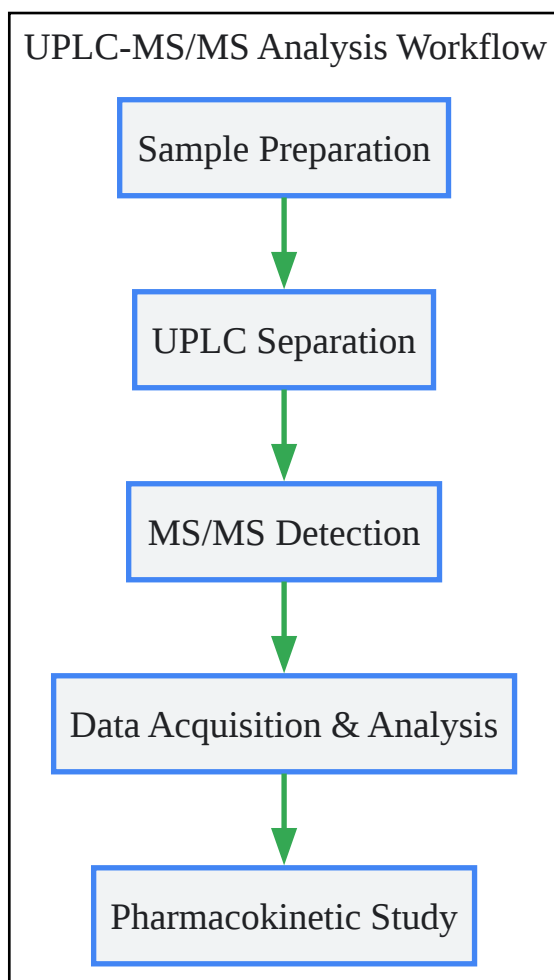 UPLC-MS/MS Analysis Workflow
Sample Preparation
UPLC Separation
MS/MS Detection
Data Acquisition & Analysis
Pharmacokinetic Study